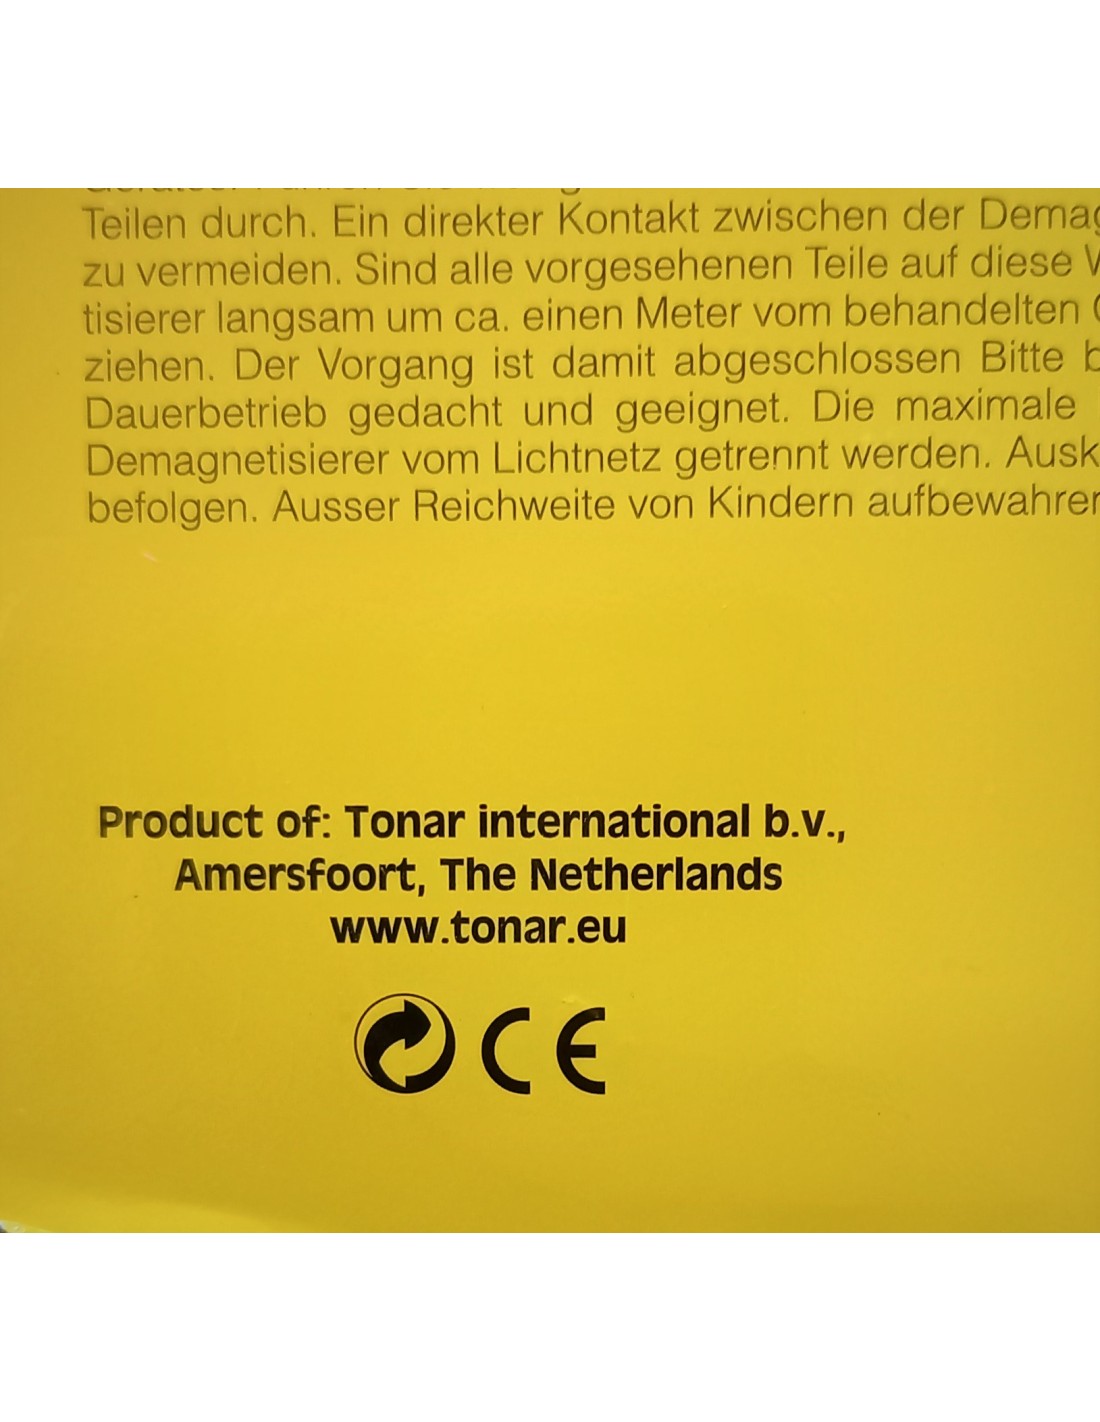 Teilen durch. Ein direkter Kontakt zwischen der
zu vermeiden. Sind alle vorgesehenen Teile auf diese
tisierer langsam um ca. einen Meter vom behandelten
ziehen. Der Vorgang ist damit abgeschlossen Bitte
Dauerbetrieb gedacht und geeignet. Die maximale
Demagnetisierer vom Lichtnetz getrennt werden.
befolgen. Ausser Reichweite von Kindern
Product of: Tonar international b.v.,
Amersfoort, The Netherlands
www.tonar.eu
CE